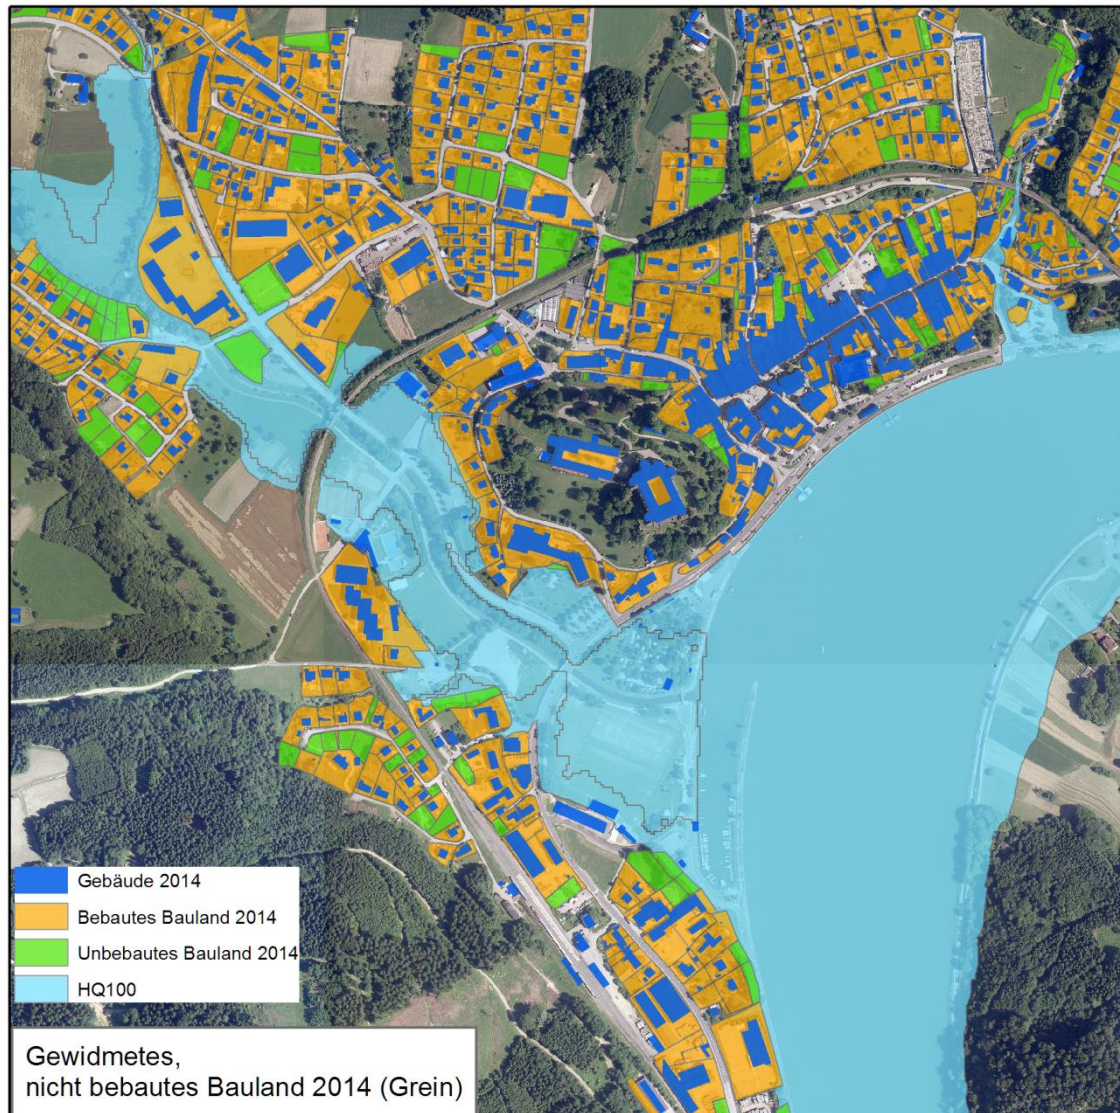 Gebäude 2014
Bebautes Bauland 2014
Unbebautes Bauland 2014
HQ100
Gewidmetes,
nicht bebautes Bauland 2014 (Grein)